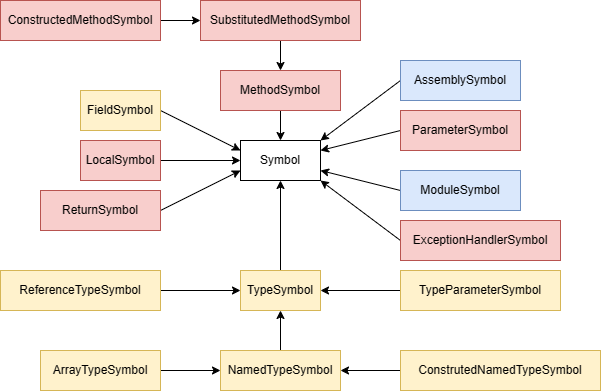 ConstructedMethodSymbol
SubstitutedMethodSymbol
MethodSymbol
AssemblySymbol
FieldSymbol
ParameterSymbol
LocalSymbol
Symbol
ModuleSymbol
ReturnSymbol
ExceptionHandlerSymbol
ReferenceTypeSymbol
TypeSymbol
TypeParameterSymbol
ArrayTypeSymbol
NamedTypeSymbol
ConstrutedNamedTypeSymbol